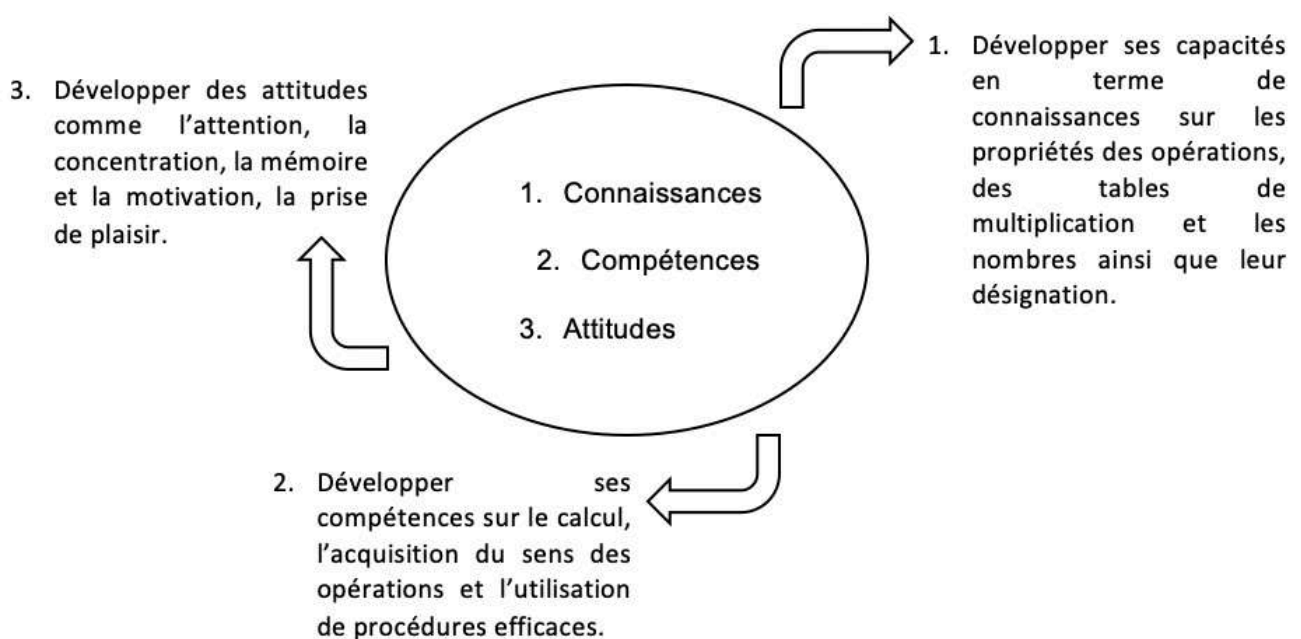 1. Développer ses capacités
en terme de
connaissances sur les
propriétés des opérations,
des tables de
multiplication et les
nombres ainsi que leur
désignation.
3. Développer des attitudes
comme l’attention, la
concentration, la mémoire
et la motivation, la prise
de plaisir.
1. Connaissances
2. Compétences
3. Attitudes
2. Développer ses
compétences sur le calcul,
l’acquisition du sens des
opérations et l’utilisation
de procédures efficaces.